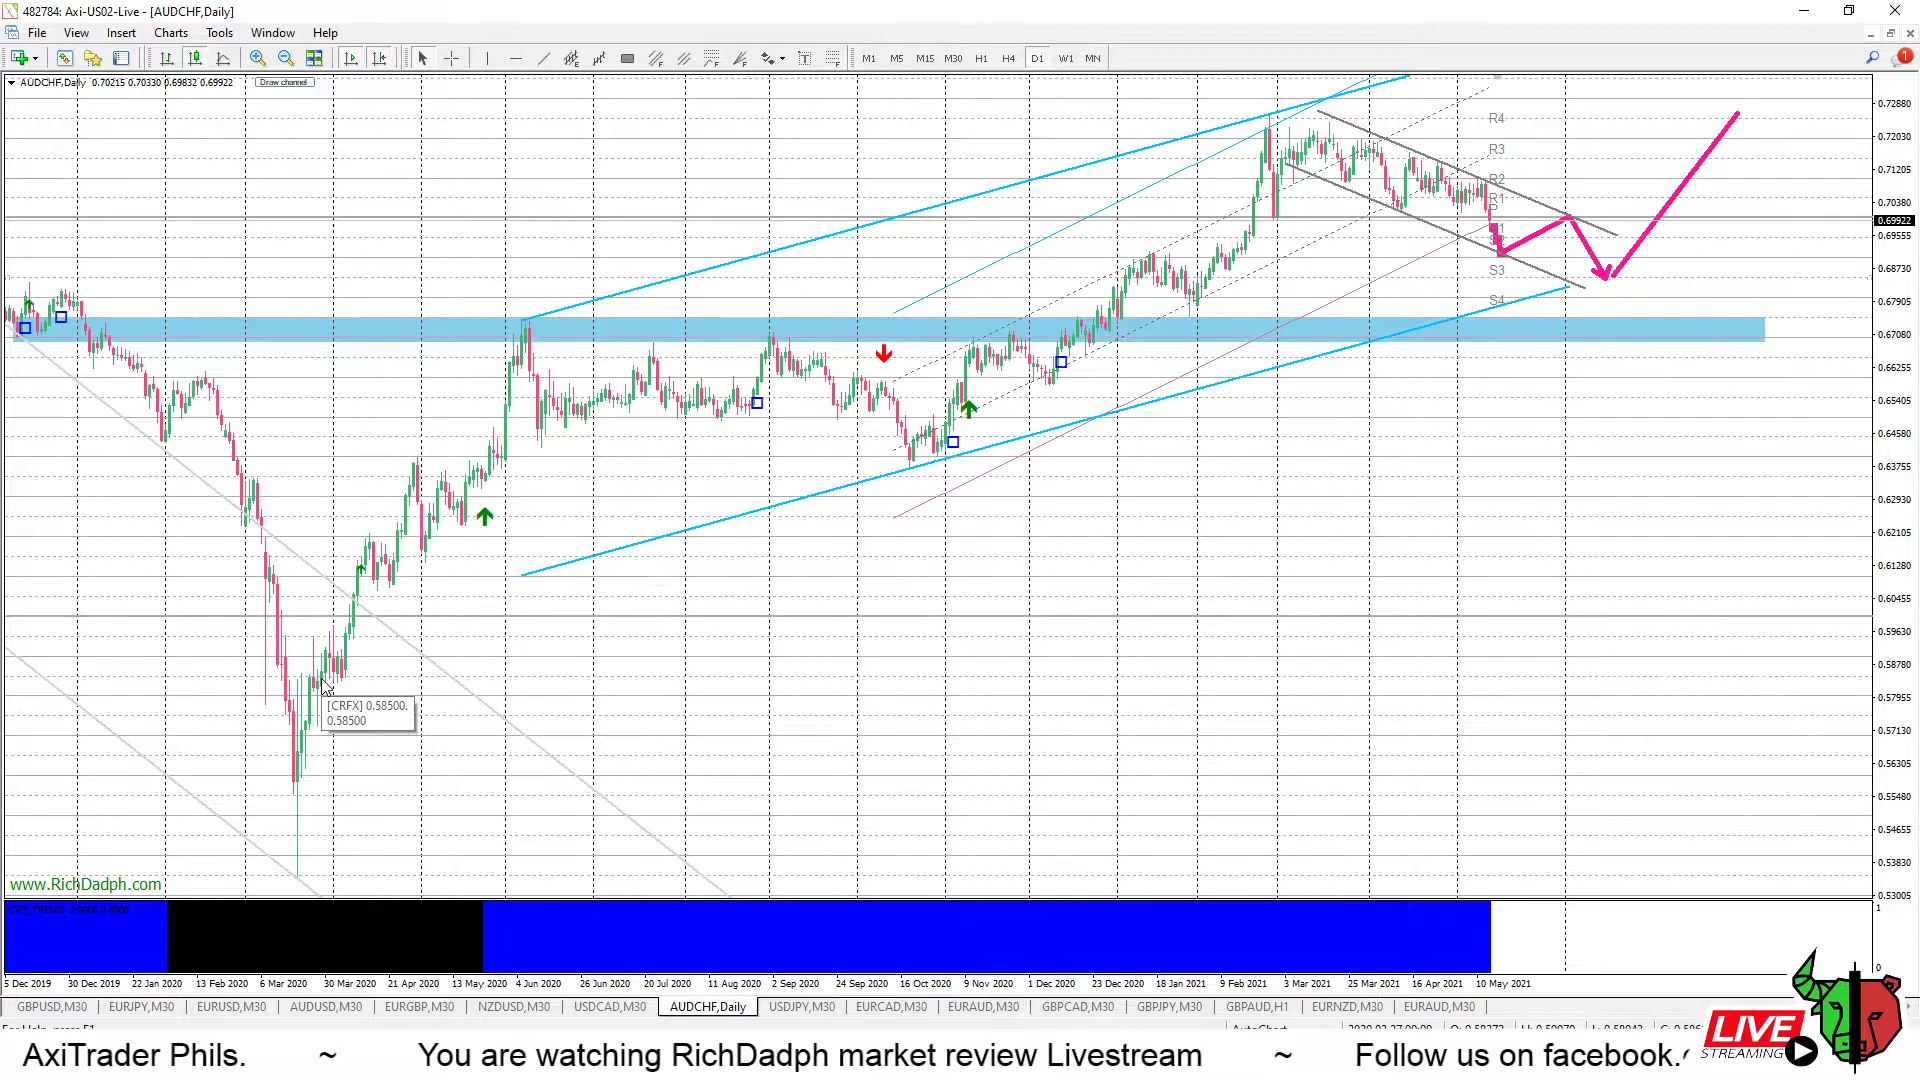 482784: Axi-US02-Live - [AUDCHF,Daily]
File View Insert Charts Tools Window Help
M1 M5 M15 M30 H1 H4 D1 W1 MN
1
AUDCHF,Daily 0.70215 0.70330 0.69832 0.69922
Draw channel
R4
R3
R2
R1
S3
S4
0.72880
0.72030
0.71205
0.70380
0.69922
0.69555
0.68730
0.67905
0.67080
0.66255
0.65405
0.64580
0.63755
0.62930
0.62105
0.61280
0.60455
0.59630
0.58780
0.57955
0.57130
0.56305
0.55480
0.54655
0.53830
0.53005
[CRFX] 0.58500.
0.58500
www.RichDadph.com
1
0
5 Dec 2019 30 Dec 2019 22 Jan 2020 13 Feb 2020 6 Mar 2020 30 Mar 2020 21 Apr 2020 13 May 2020 4 Jun 2020 26 Jun 2020 20 Jul 2020 11 Aug 2020 2 Sep 2020 24 Sep 2020 16 Oct 2020 9 Nov 2020 1 Dec 2020 23 Dec 2020 18 Jan 2021 9 Feb 2021 3 Mar 2021 25 Mar 2021 16 Apr 2021 10 May 2021
GBPUSD,M30 EURJPY,M30 EURUSD,M30 AUDUSD,M30 EURGBP,M30 NZDUSD,M30 USDCAD,M30 AUDCHF,Daily USDJPY,M30 EURCAD,M30 EURAUD,M30 GBPCAD,M30 GBPJPY,M30 GBPAUD,H1 EURNZD,M30 EURAUD,M30
AxiTrader Phils. ~ You are watching RichDadph market review Livestream ~ Follow us on facebook.
LIVE
STREAMING